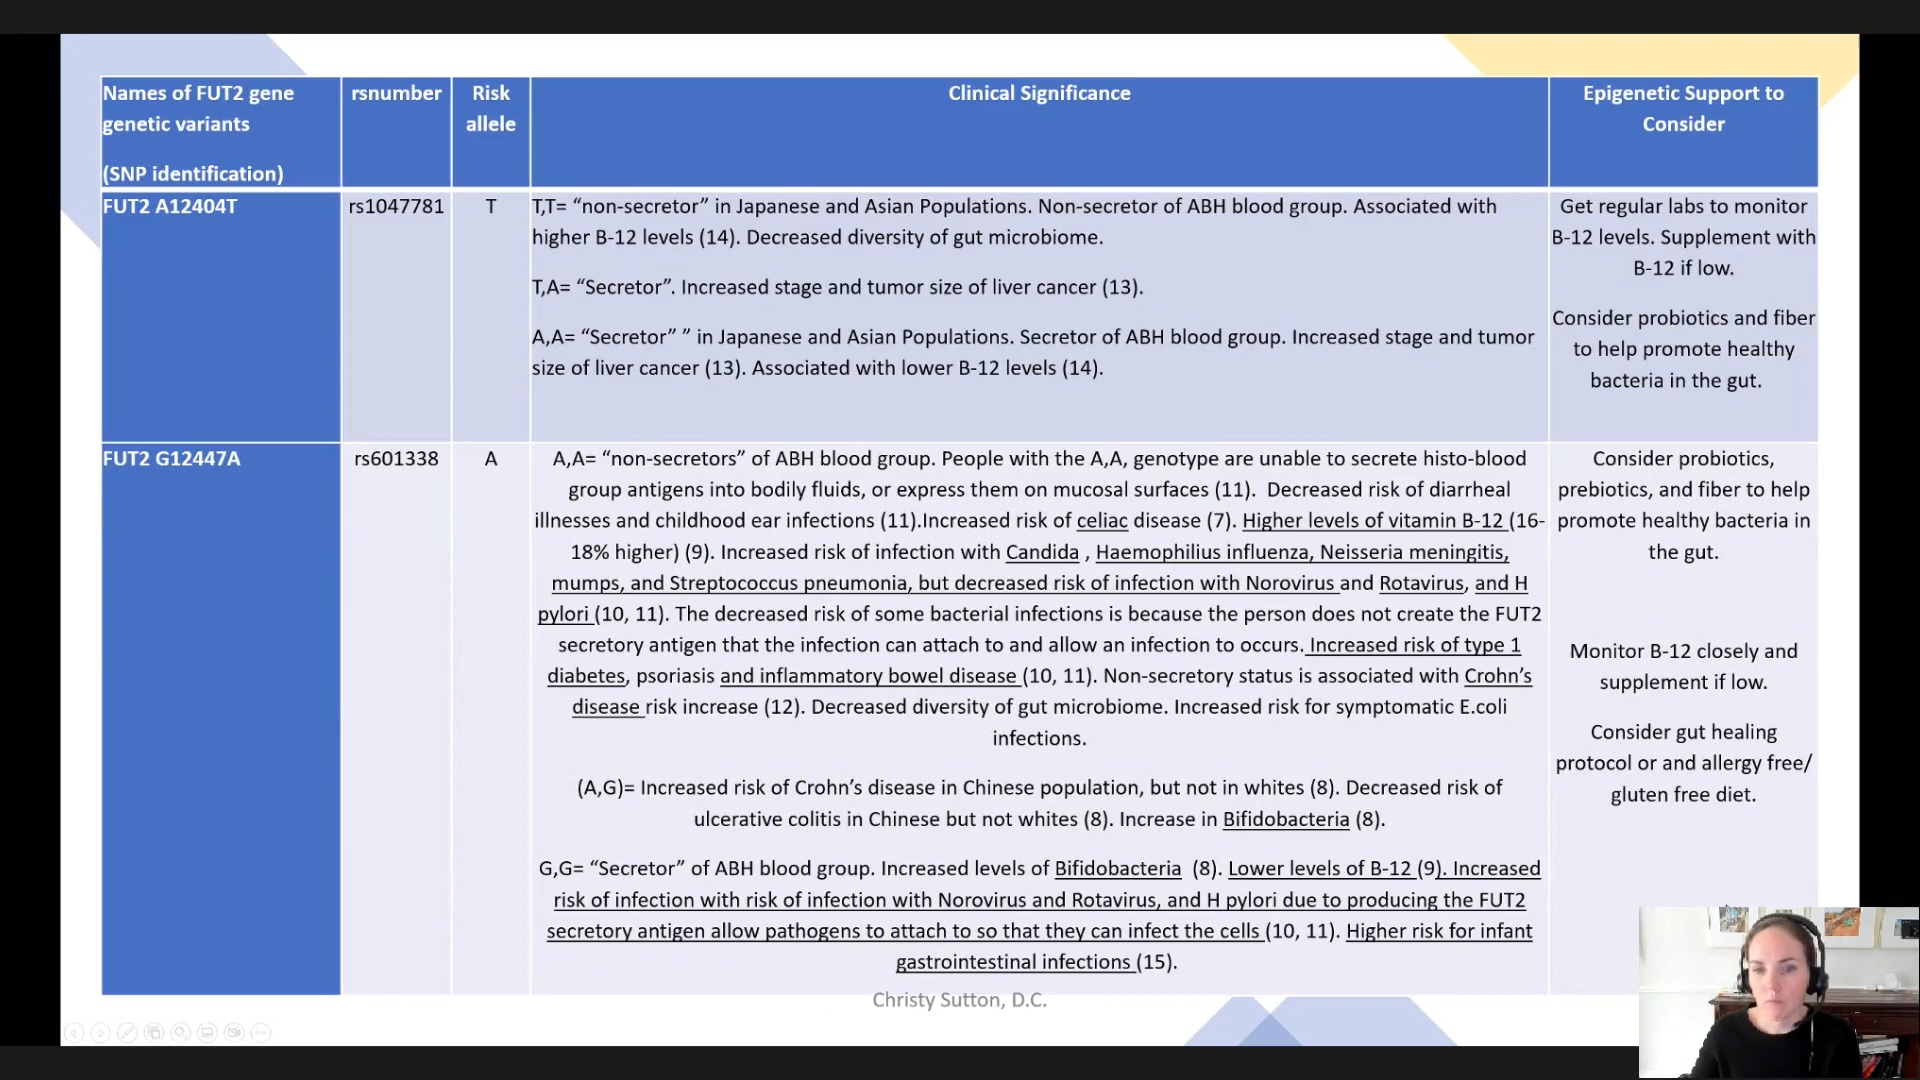 Names of FUT2 gene
genetic variants
(SNP identification)
rsnumber
Risk
allele
Clinical Significance
Epigenetic Support to
Consider
FUT2 A12404T
rs1047781
T
T,T= “non-secretor” in Japanese and Asian Populations. Non-secretor of ABH blood group. Associated with
higher B-12 levels (14). Decreased diversity of gut microbiome.
T,A= “Secretor”. Increased stage and tumor size of liver cancer (13).
A,A= “Secretor” ” in Japanese and Asian Populations. Secretor of ABH blood group. Increased stage and tumor
size of liver cancer (13). Associated with lower B-12 levels (14).
Get regular labs to monitor
B-12 levels. Supplement with
B-12 if low.
Consider probiotics and fiber
to help promote healthy
bacteria in the gut.
FUT2 G12447A
rs601338
A
A,A= “non-secretors” of ABH blood group. People with the A,A, genotype are unable to secrete histo-blood
group antigens into bodily fluids, or express them on mucosal surfaces (11).  Decreased risk of diarrheal
illnesses and childhood ear infections (11).Increased risk of celiac disease (7). Higher levels of vitamin B-12 (16-
18% higher) (9). Increased risk of infection with Candida , Haemophilius influenza, Neisseria meningitis,
mumps, and Streptococcus pneumonia, but decreased risk of infection with Norovirus and Rotavirus, and H
pylori (10, 11). The decreased risk of some bacterial infections is because the person does not create the FUT2
secretory antigen that the infection can attach to and allow an infection to occurs. Increased risk of type 1
diabetes, psoriasis and inflammatory bowel disease (10, 11). Non-secretory status is associated with Crohn’s
disease risk increase (12). Decreased diversity of gut microbiome. Increased risk for symptomatic E.coli
infections.
(A,G)= Increased risk of Crohn’s disease in Chinese population, but not in whites (8). Decreased risk of
ulcerative colitis in Chinese but not whites (8). Increase in Bifidobacteria (8).
G,G= “Secretor” of ABH blood group. Increased levels of Bifidobacteria  (8). Lower levels of B-12 (9). Increased
risk of infection with risk of infection with Norovirus and Rotavirus, and H pylori due to producing the FUT2
secretory antigen allow pathogens to attach to so that they can infect the cells (10, 11). Higher risk for infant
gastrointestinal infections (15).
Consider probiotics,
prebiotics, and fiber to help
promote healthy bacteria in
the gut.
Monitor B-12 closely and
supplement if low.
Consider gut healing
protocol or and allergy free/
gluten free diet.
Christy Sutton, D.C.